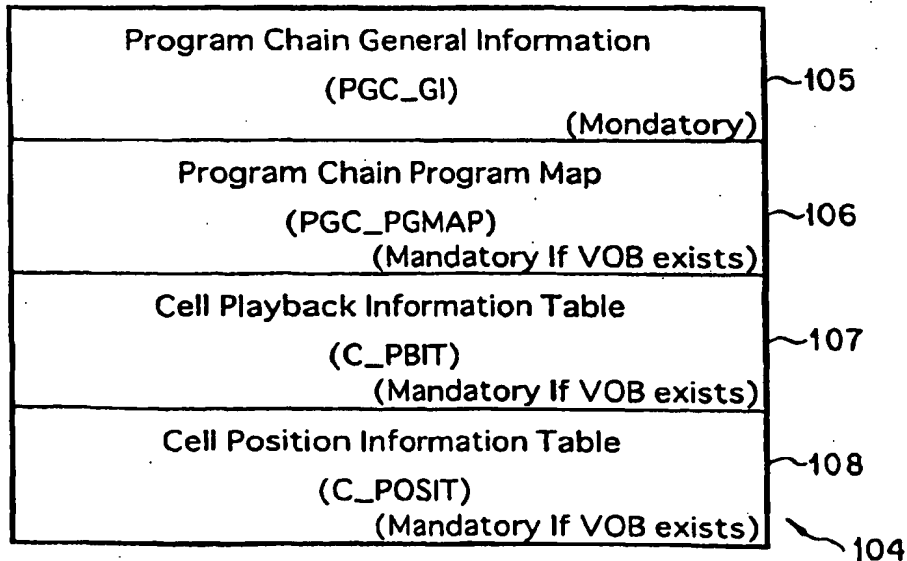 Program Chain General Information
(PGC_GI)
(Mondatory)
105
Program Chain Program Map
(PGC_PGMAP)
(Mandatory If VOB exists)
106
Cell Playback Information Table
(C_PBIT)
(Mandatory If VOB exists)
107
Cell Position Information Table
(C_POSIT)
(Mandatory If VOB exists)
108
104